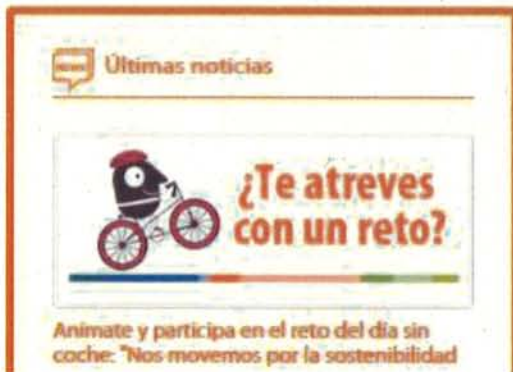 Últimas noticias
¿Te atreves
con un reto?
Anímate y participa en el reto del día sin
coche: "Nos movemos por la sostenibilidad